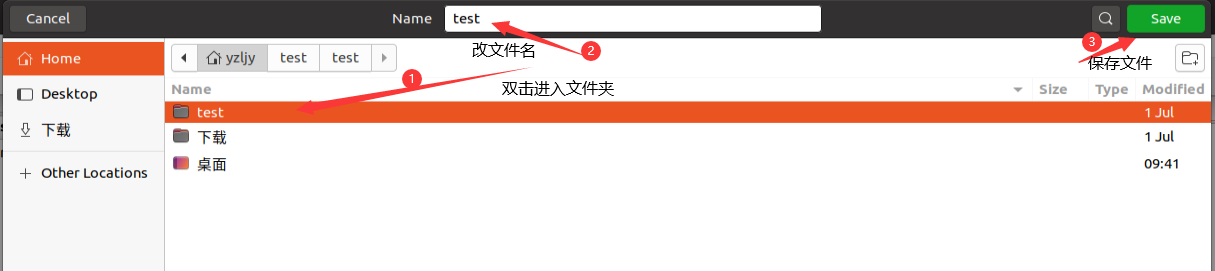 Cancel Name test Save
③
② 改文件名
保存文件
Home yzljy test test
① 双击进入文件夹
Name Size Type Modified
Desktop
test 1 Jul
下载
下载 1 Jul
桌面 09:41
Other Locations